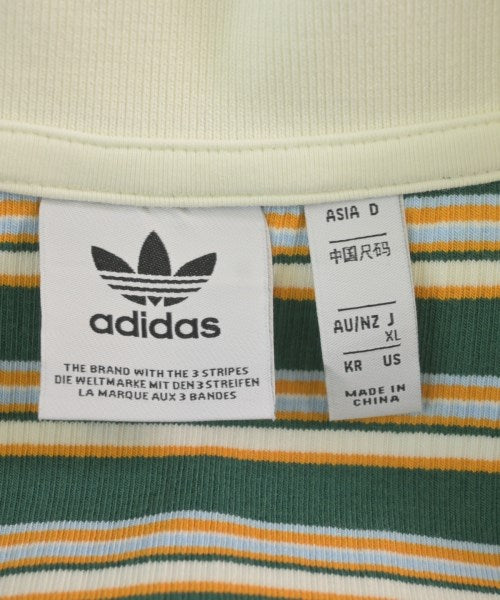 adidas
THE BRAND WITH THE 3 STRIPES
DIE WELTMARKE MIT DEN 3 STREIFEN
LA MARQUE AUX 3 BANDES
ASIA D
中国尺码
AU/NZ J
XL
KR US
MADE IN
CHINA